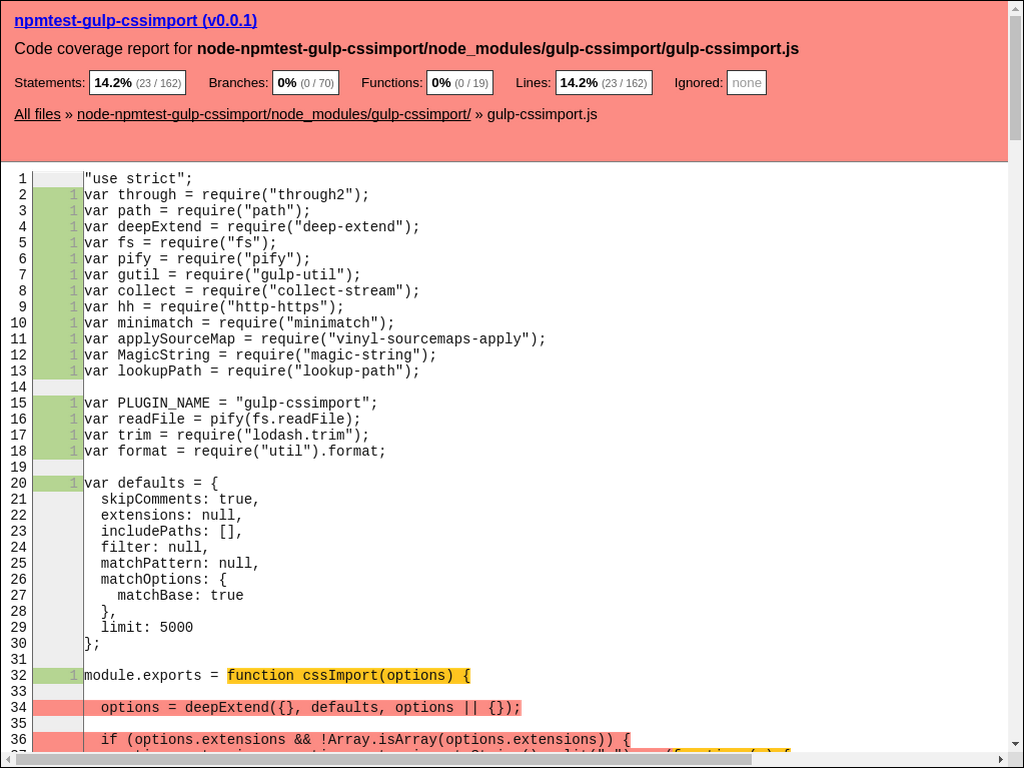 npmtest-gulp-cssimport (v0.0.1)
Code coverage report for node-npmtest-gulp-cssimport/node_modules/gulp-cssimport/gulp-cssimport.js
Statements: 14.2% (23 / 162) Branches: 0% (0 / 70) Functions: 0% (0 / 19) Lines: 14.2% (23 / 162) Ignored: none
All files » node-npmtest-gulp-cssimport/node_modules/gulp-cssimport/ » gulp-cssimport.js
1 "use strict";
2 1 var through = require("through2");
3 1 var path = require("path");
4 1 var deepExtend = require("deep-extend");
5 1 var fs = require("fs");
6 1 var pify = require("pify");
7 1 var gutil = require("gulp-util");
8 1 var collect = require("collect-stream");
9 1 var hh = require("http-https");
10 1 var minimatch = require("minimatch");
11 1 var applySourceMap = require("vinyl-sourcemaps-apply");
12 1 var MagicString = require("magic-string");
13 1 var lookupPath = require("lookup-path");
14
15 1 var PLUGIN_NAME = "gulp-cssimport";
16 1 var readFile = pify(fs.readFile);
17 1 var trim = require("lodash.trim");
18 1 var format = require("util").format;
19
20 1 var defaults = {
21 skipComments: true,
22 extensions: null,
23 includePaths: [],
24 filter: null,
25 matchPattern: null,
26 matchOptions: {
27 matchBase: true
28 },
29 limit: 5000
30 };
31
32 1 module.exports = function cssImport(options) {
33
34 options = deepExtend({}, defaults, options || {});
35
36 if (options.extensions && !Array.isArray(options.extensions)) {